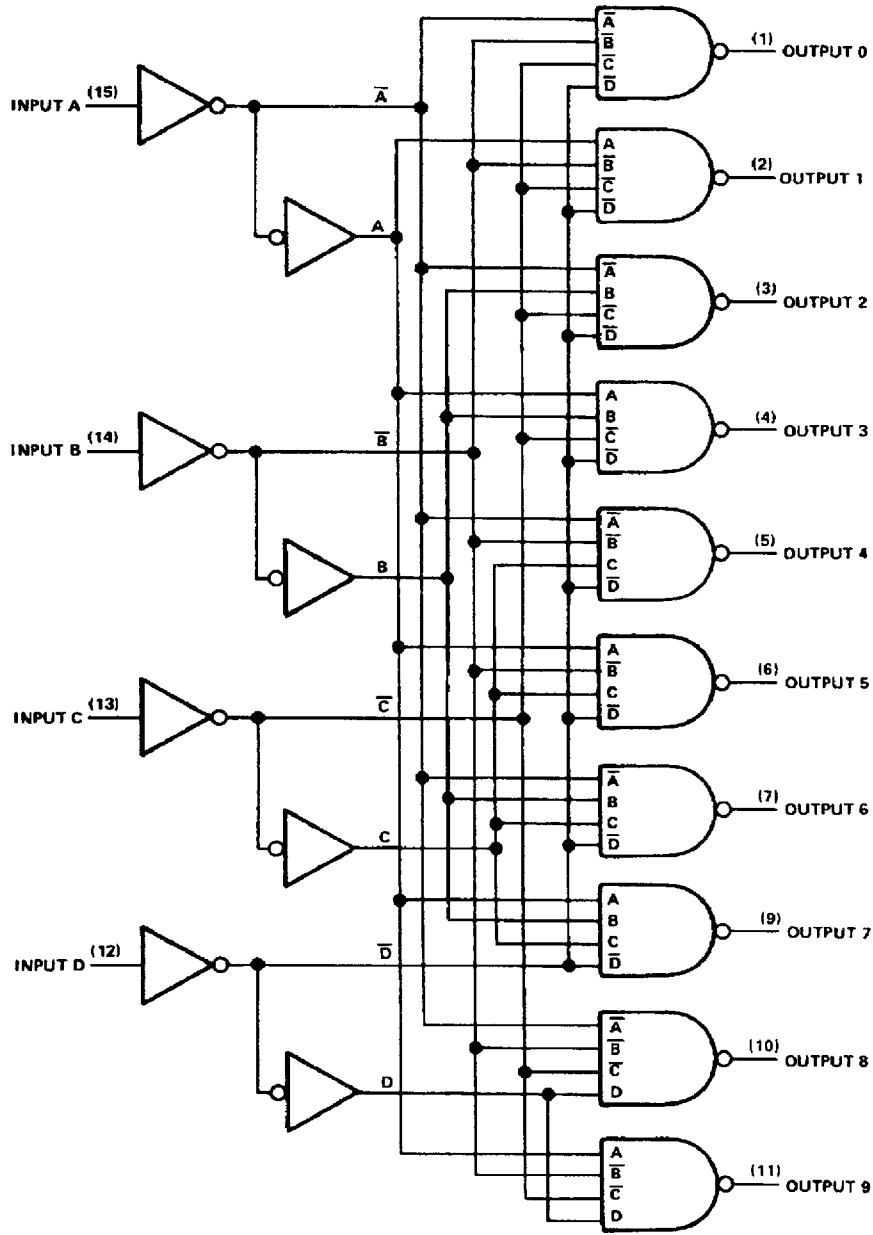 A̅
B̅
C̅
D̅
(1) OUTPUT 0
INPUT A (15)
A̅
A
B̅
C̅
D̅
(2) OUTPUT 1
A
A̅
B
C̅
D̅
(3) OUTPUT 2
A
B
C̅
D̅
(4) OUTPUT 3
INPUT B (14)
B̅
A̅
B̅
C
D̅
(5) OUTPUT 4
B
A
B̅
C
D̅
(6) OUTPUT 5
INPUT C (13)
C̅
A̅
B
C
D̅
(7) OUTPUT 6
C
A
B
C
D̅
(9) OUTPUT 7
INPUT D (12)
D̅
A̅
B̅
C̅
D
(10) OUTPUT 8
D
A
B̅
C̅
D
(11) OUTPUT 9